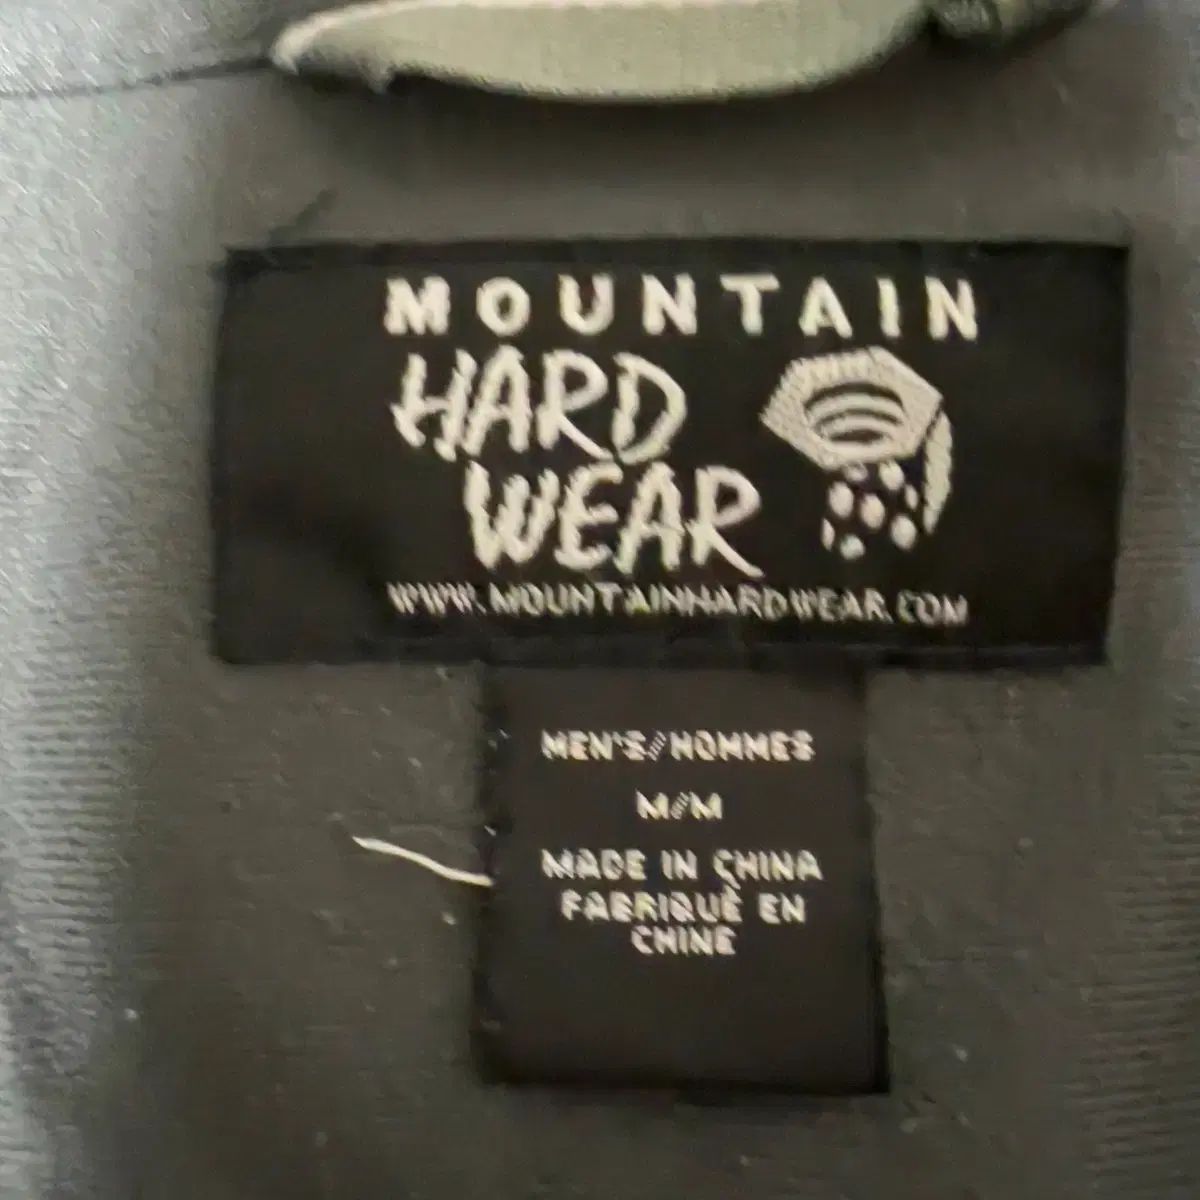 MOUNTAIN
HARD
WEAR
WWW.MOUNTAINHARDWEAR.COM
MEN'S/HOMMES
M/M
MADE IN CHINA
FABRIQUÉ EN
CHINE